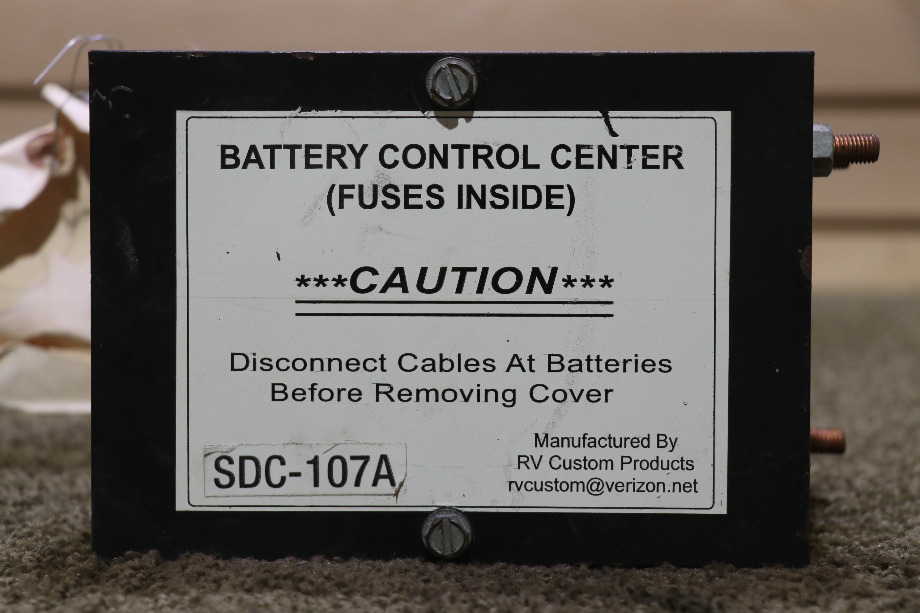 BATTERY CONTROL CENTER
(FUSES INSIDE)
***CAUTION***
Disconnect Cables At Batteries
Before Removing Cover
SDC-107A
Manufactured By
RV Custom Products
rvcustom@verizon.net